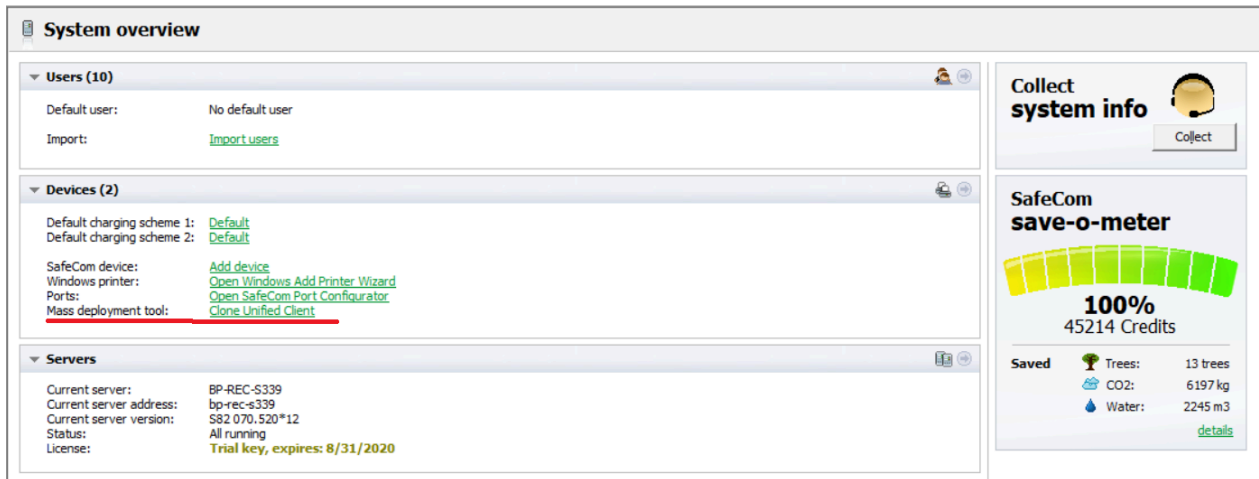 System overview
Users (10)
Default user: No default user
Import: Import users
Devices (2)
Default charging scheme 1: Default
Default charging scheme 2: Default
SafeCom device: Add device
Windows printer: Open Windows Add Printer Wizard
Ports: Open SafeCom Port Configurator
Mass deployment tool: Clone Unified Client
Servers
Current server: BP-REC-S339
Current server address: bp-rec-s339
Current server version: S82 070.520*12
Status: All running
License: Trial key, expires: 8/31/2020
Collect
system info
Collect
SafeCom
save-o-meter
100%
45214 Credits
Saved Trees: 13 trees
CO2: 6197 kg
Water: 2245 m3
details